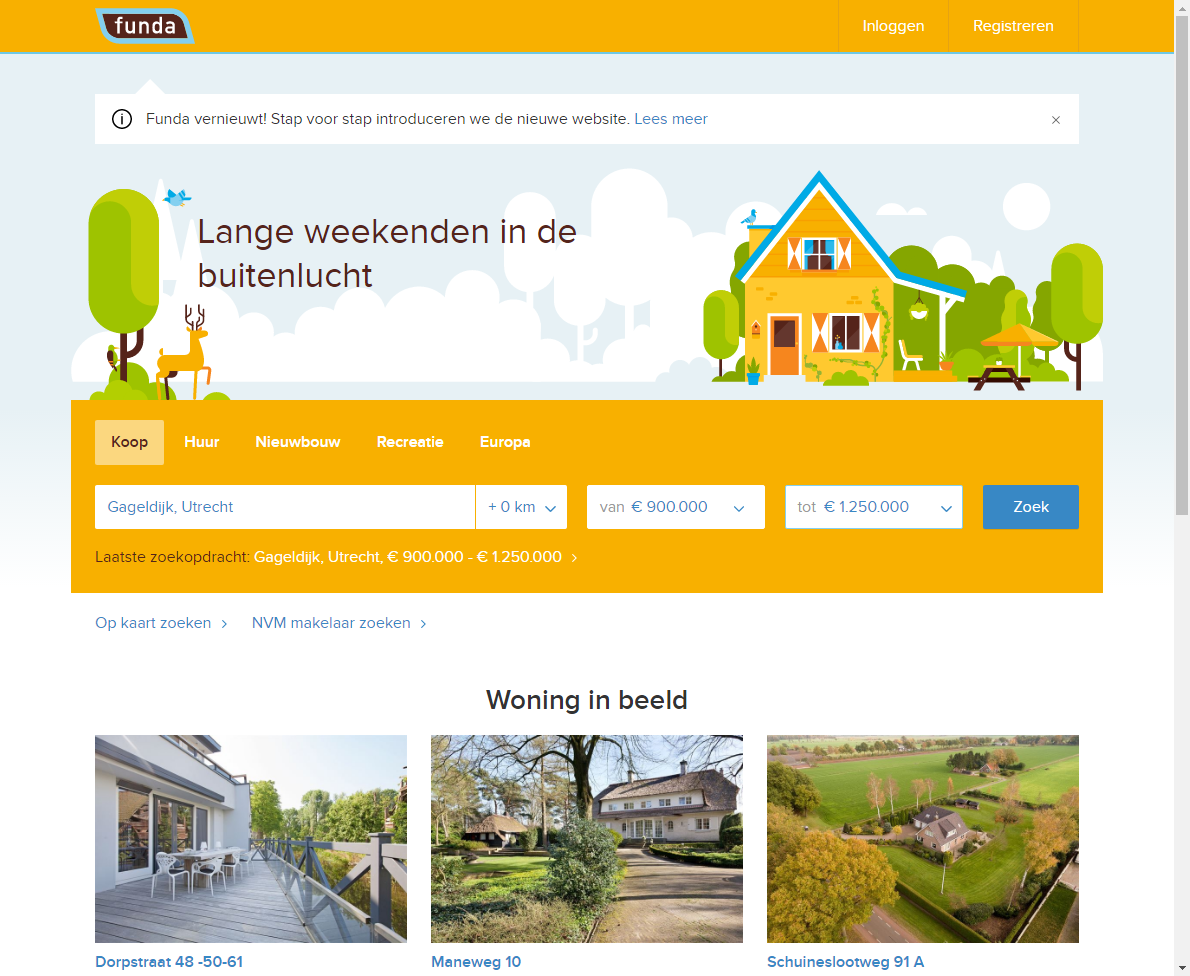 funda
Inloggen
Registreren
Funda vernieuwt! Stap voor stap introduceren we de nieuwe website. Lees meer
Lange weekenden in de
buitenlucht
Koop
Huur
Nieuwbouw
Recreatie
Europa
Gageldijk, Utrecht
+ 0 km
van € 900.000
tot € 1.250.000
Zoek
Laatste zoekopdracht: Gageldijk, Utrecht, € 900.000 - € 1.250.000
Op kaart zoeken
NVM makelaar zoeken
Woning in beeld
Dorpstraat 48 -50-61
Maneweg 10
Schuineslootweg 91 A